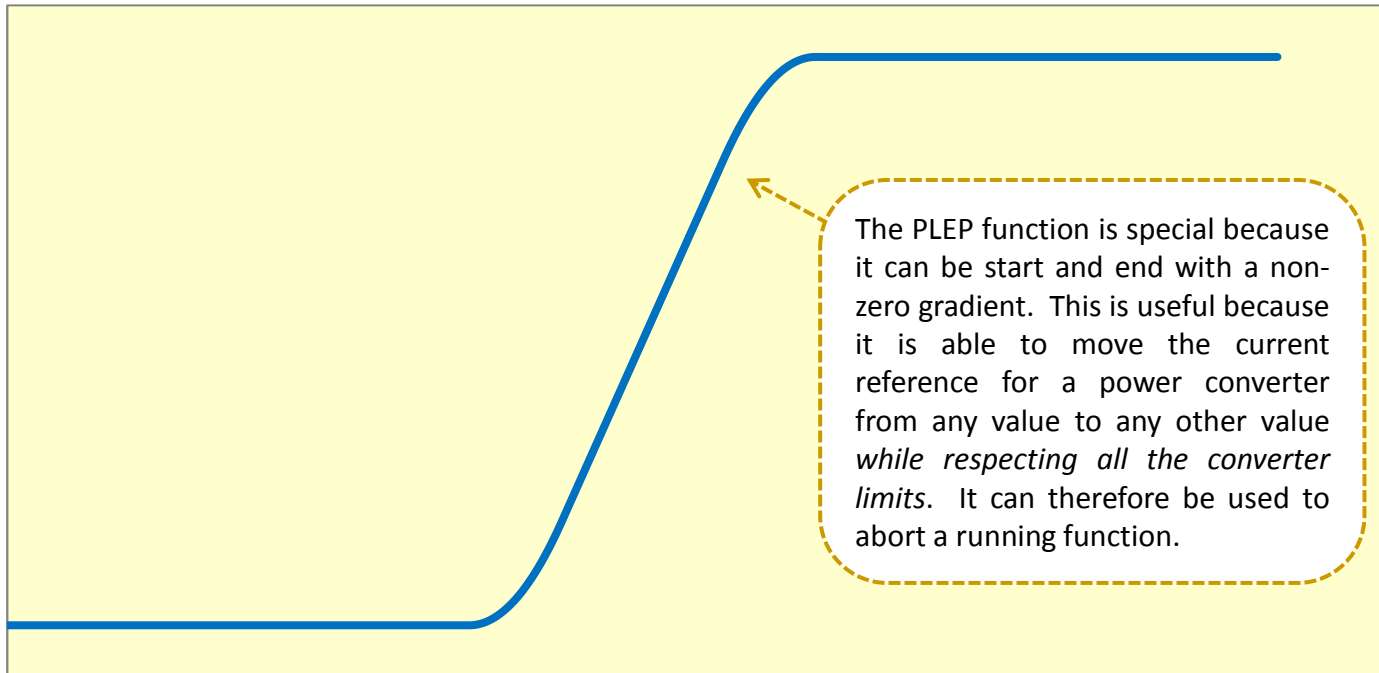 The PLEP function is special because
it can be start and end with a non-
zero gradient. This is useful because
it is able to move the current
reference for a power converter
from any value to any other value
while respecting all the converter
limits. It can therefore be used to
abort a running function.